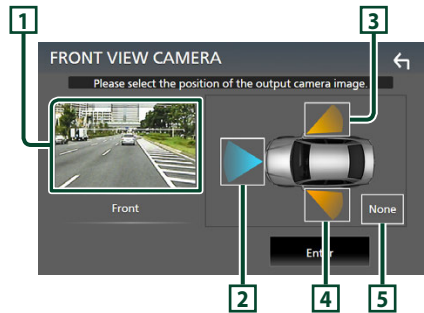 1
3
FRONT VIEW CAMERA
Please select the position of the output camera image.
Front
None
Enter
2
4
5